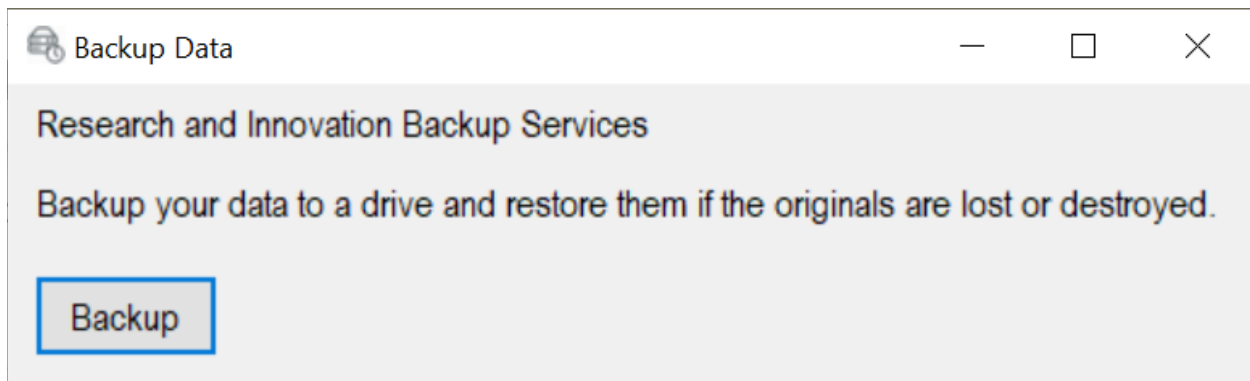 Backup Data
Research and Innovation Backup Services
Backup your data to a drive and restore them if the originals are lost or destroyed.
Backup